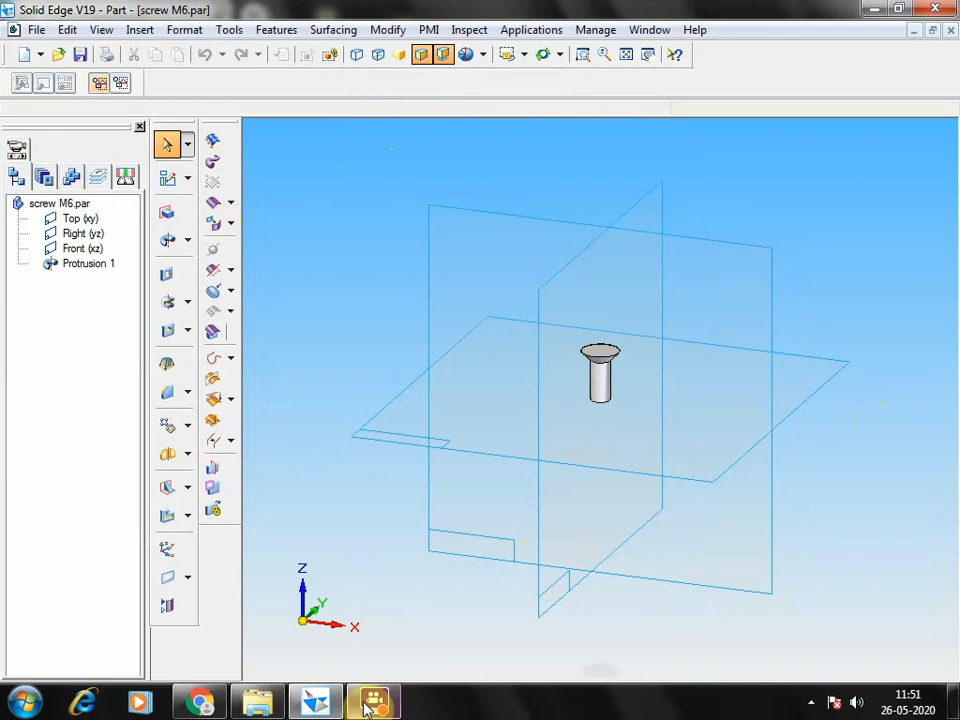 Solid Edge V19 - Part - [screw M6.par]
File Edit View Insert Format Tools Features Surfacing Modify PMI Inspect Applications Manage Window Help
screw M6.par
Top (xy)
Right (yz)
Front (xz)
Protrusion 1
Z
Y
X
11:51
26-05-2020